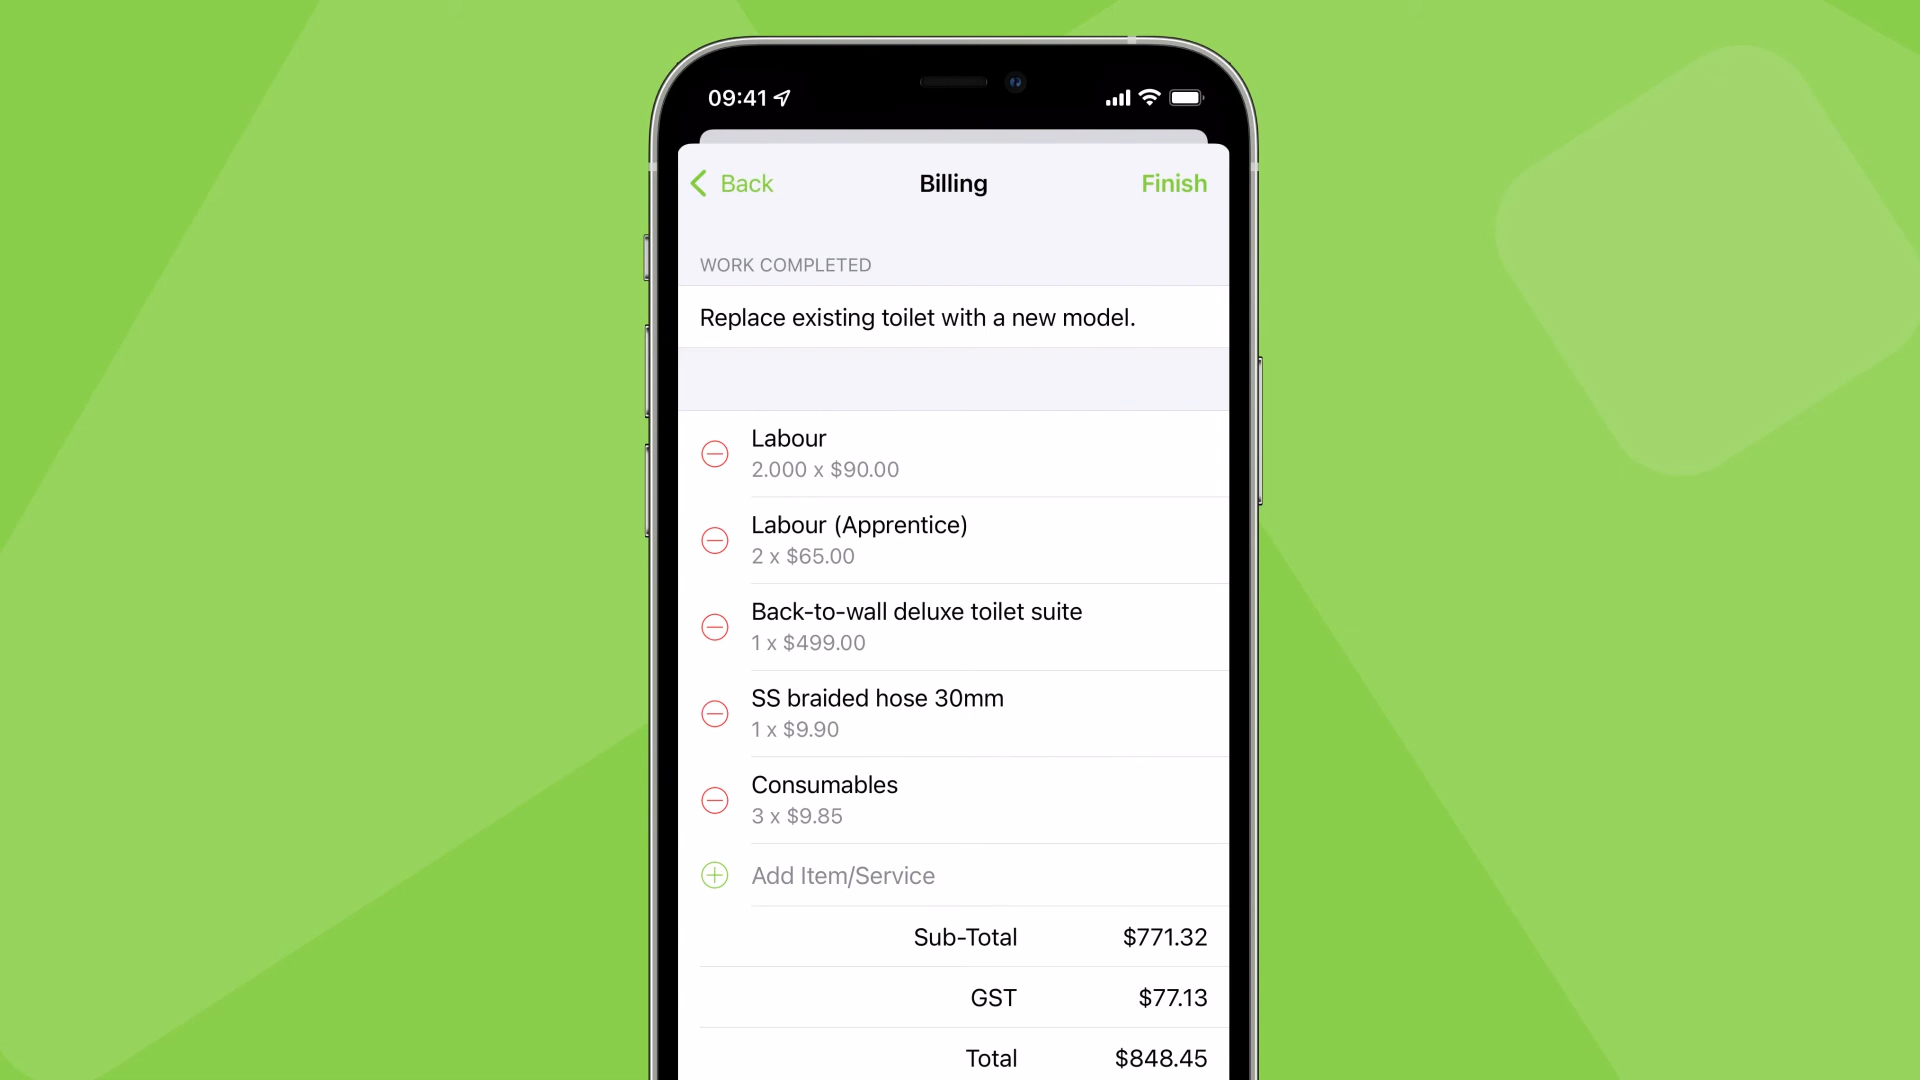 09:41
Back Billing Finish
WORK COMPLETED
Replace existing toilet with a new model.
Labour
2.000 x $90.00
Labour (Apprentice)
2 x $65.00
Back-to-wall deluxe toilet suite
1 x $499.00
SS braided hose 30mm
1 x $9.90
Consumables
3 x $9.85
Add Item/Service
Sub-Total $771.32
GST $77.13
Total $848.45